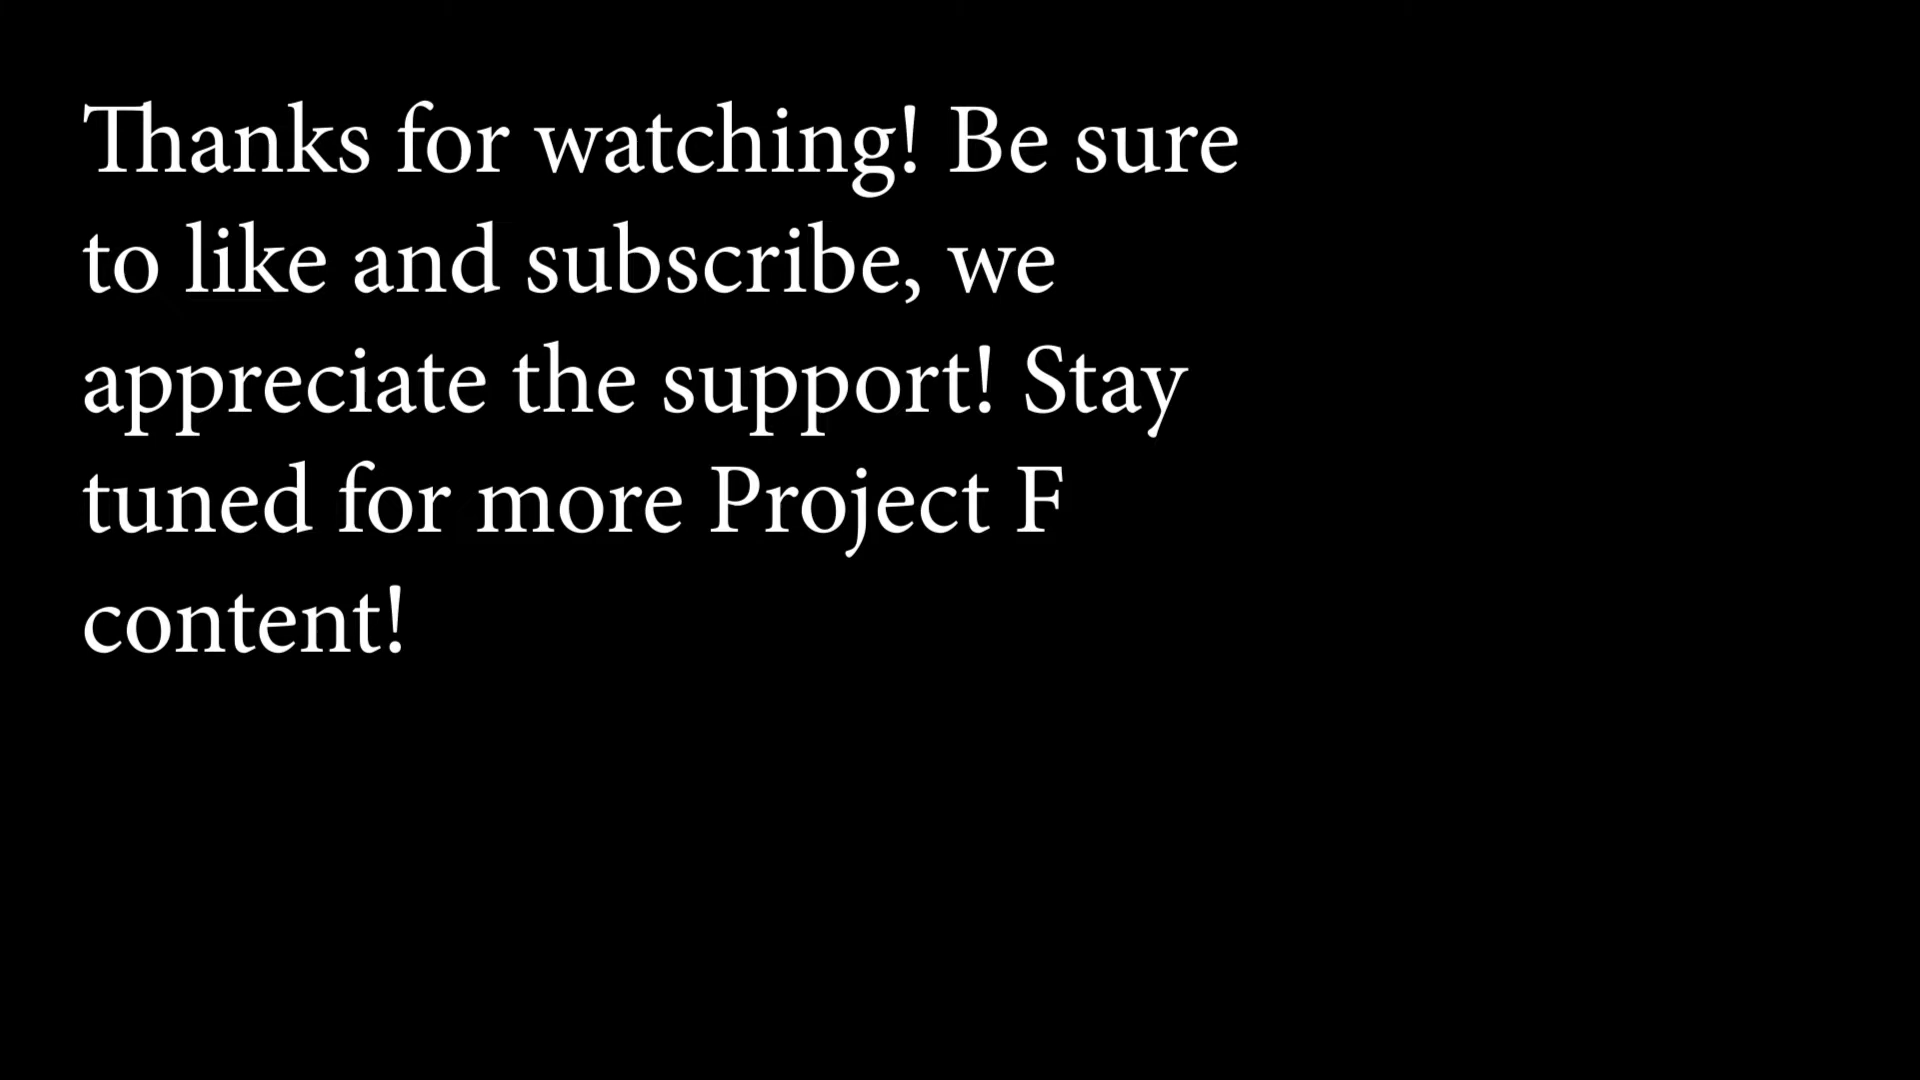 Thanks for watching! Be sure
to like and subscribe, we
appreciate the support! Stay
tuned for more Project F
content!